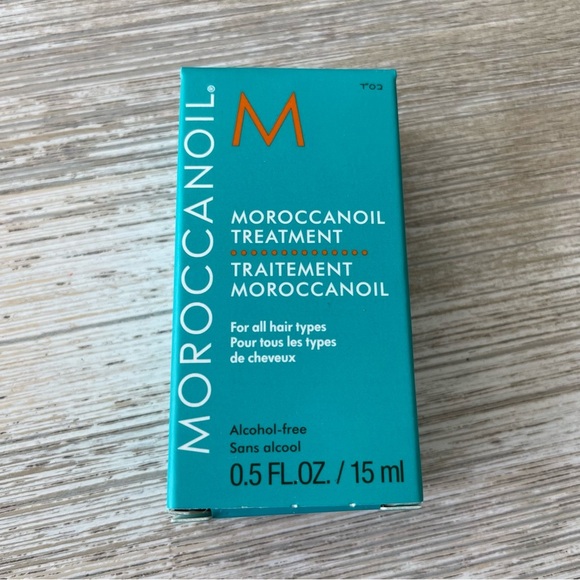 MOROCCANOIL®
M
MOROCCANOIL
TREATMENT
TRAITEMENT
MOROCCANOIL
For all hair types
Pour tous les types
de cheveux
Alcohol-free
Sans alcool
0.5 FL.OZ. / 15 ml